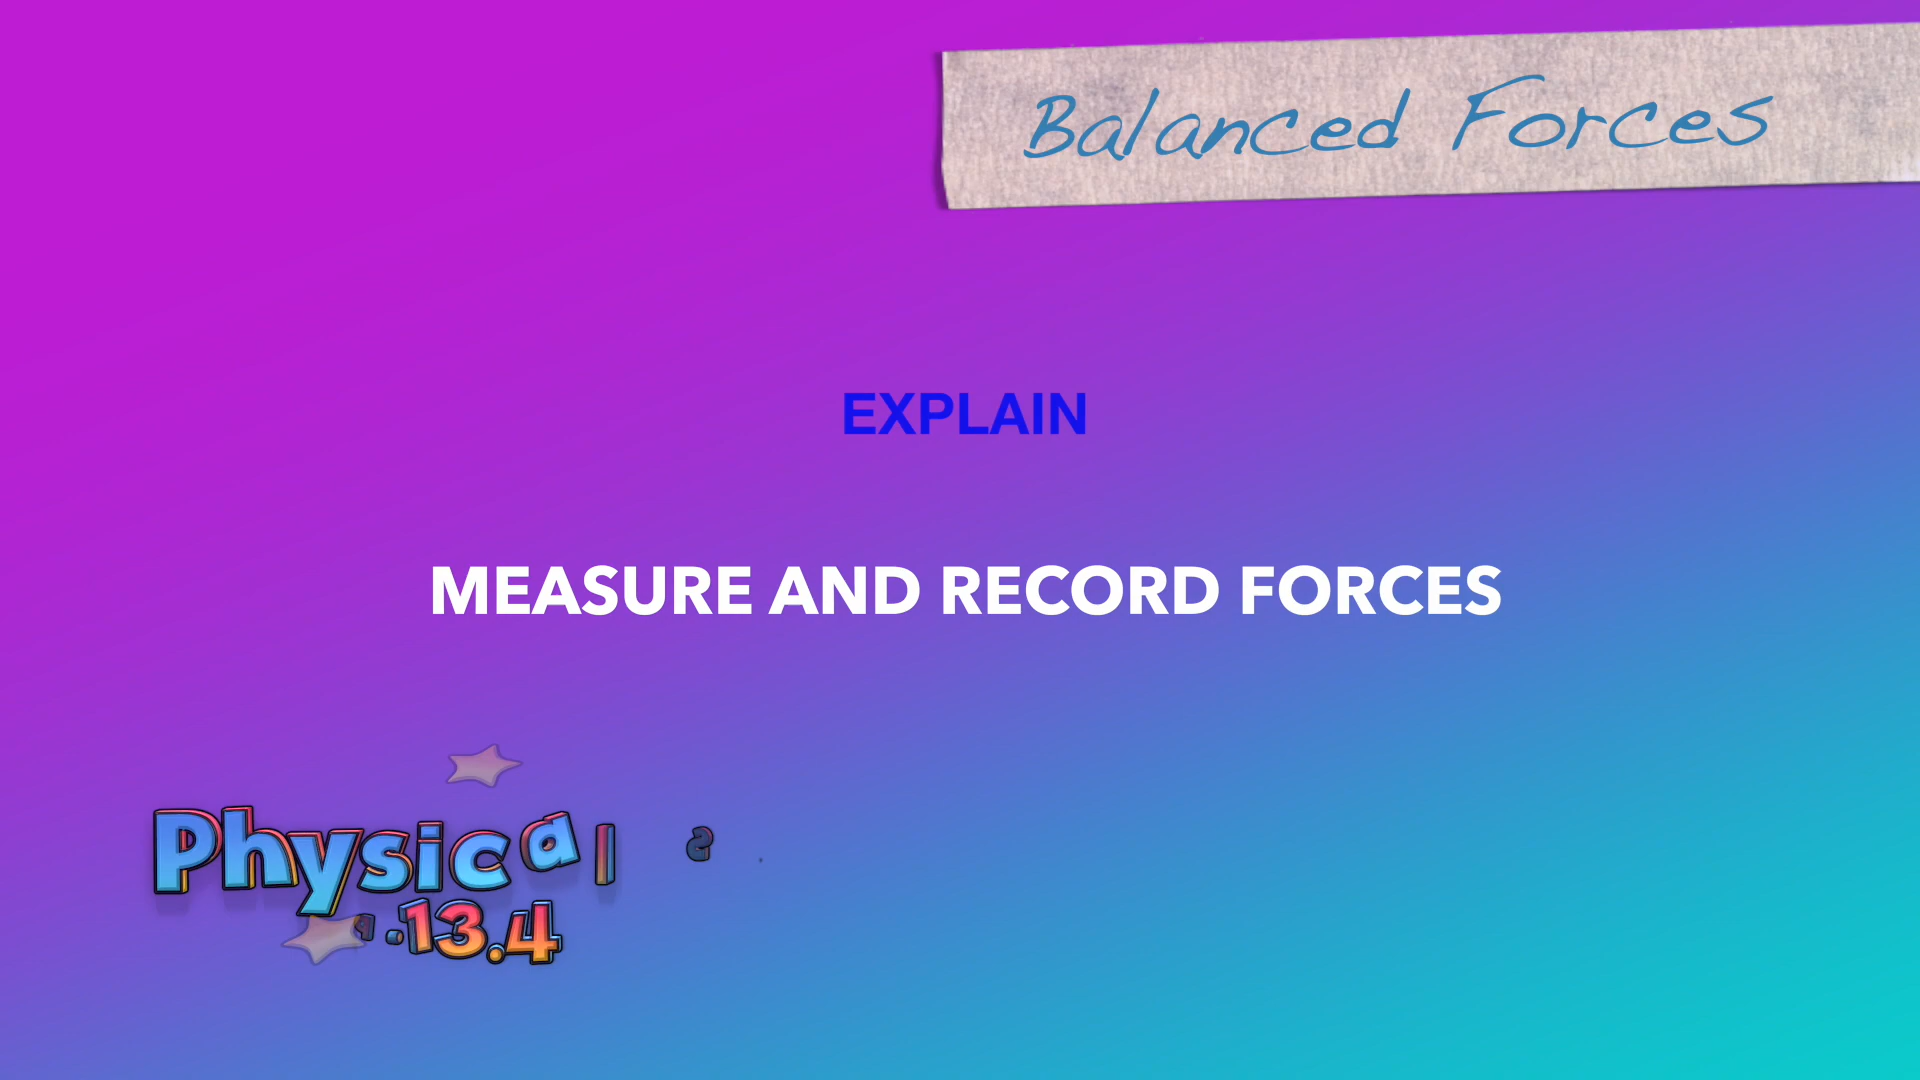 Balanced Forces
EXPLAIN
MEASURE AND RECORD FORCES
Physical
.13.4